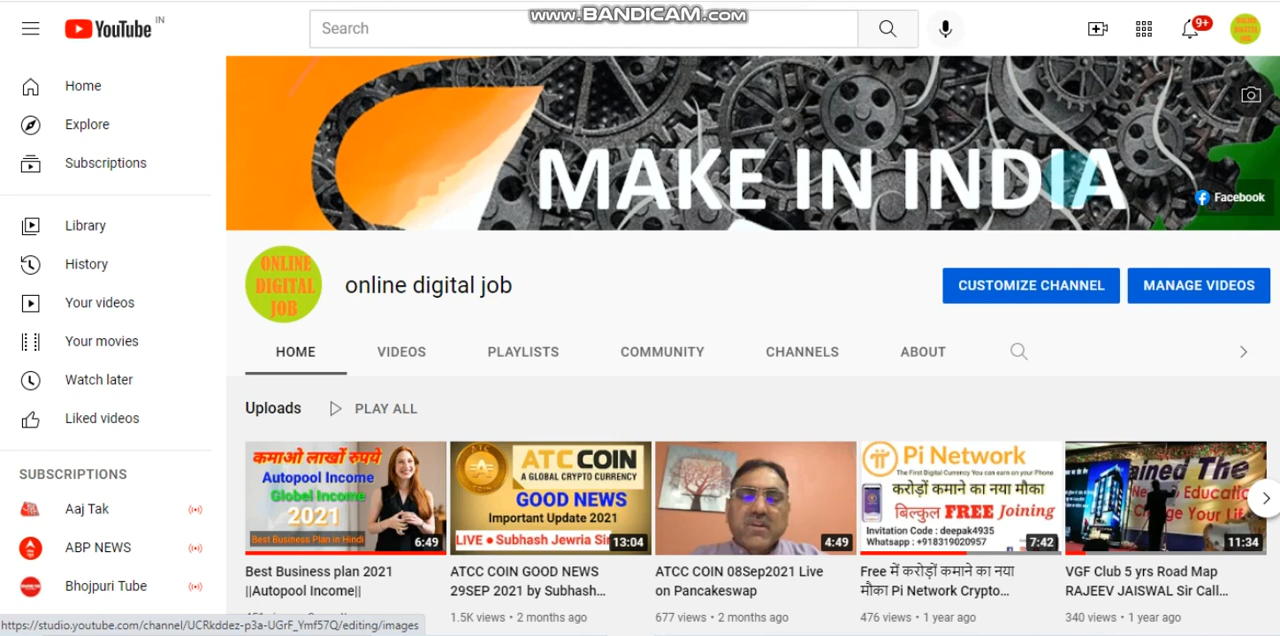 www.BANDICAM.com
YouTube IN
Search
9+
Home
Explore
Subscriptions
Library
History
Your videos
Your movies
Watch later
Liked videos
SUBSCRIPTIONS
Aaj Tak
ABP NEWS
Bhojpuri Tube
MAKE IN INDIA
Facebook
ONLINE
DIGITAL
JOB
online digital job
CUSTOMIZE CHANNEL
MANAGE VIDEOS
HOME
VIDEOS
PLAYLISTS
COMMUNITY
CHANNELS
ABOUT
Uploads
PLAY ALL
कमाओ लाखों रुपये
Autopool Income
Globel Income
2021
Best Business Plan in Hindi
6:49
Best Business plan 2021
||Autopool Income||
ATC
ATCC COIN
A GLOBAL CRYPTO CURRENCY
GOOD NEWS
Important Update 2021
LIVE ● Subhash Jewria
13:04
ATCC COIN GOOD NEWS
29SEP 2021 by Subhash...
1.5K views • 2 months ago
4:49
ATCC COIN 08Sep2021 Live
on Pancakeswap
677 views • 2 months ago
Pi Network
The First Digital Currency You can earn on your Phone
करोड़ों कमाने का नया मौका
बिल्कुल FREE Joining
Invitation Code : deepak4935
Whatsapp : +918319020957
7:42
Free में करोड़ों कमाने का नया
मौका Pi Network Crypto...
476 views • 1 year ago
ained The
Educatio
ge Your Lif
11:34
VGF Club 5 yrs Road Map
RAJEEV JAISWAL Sir Call...
340 views • 1 year ago
https://studio.youtube.com/channel/UCRkddez-p3a-UGrF_Ymf57Q/editing/images